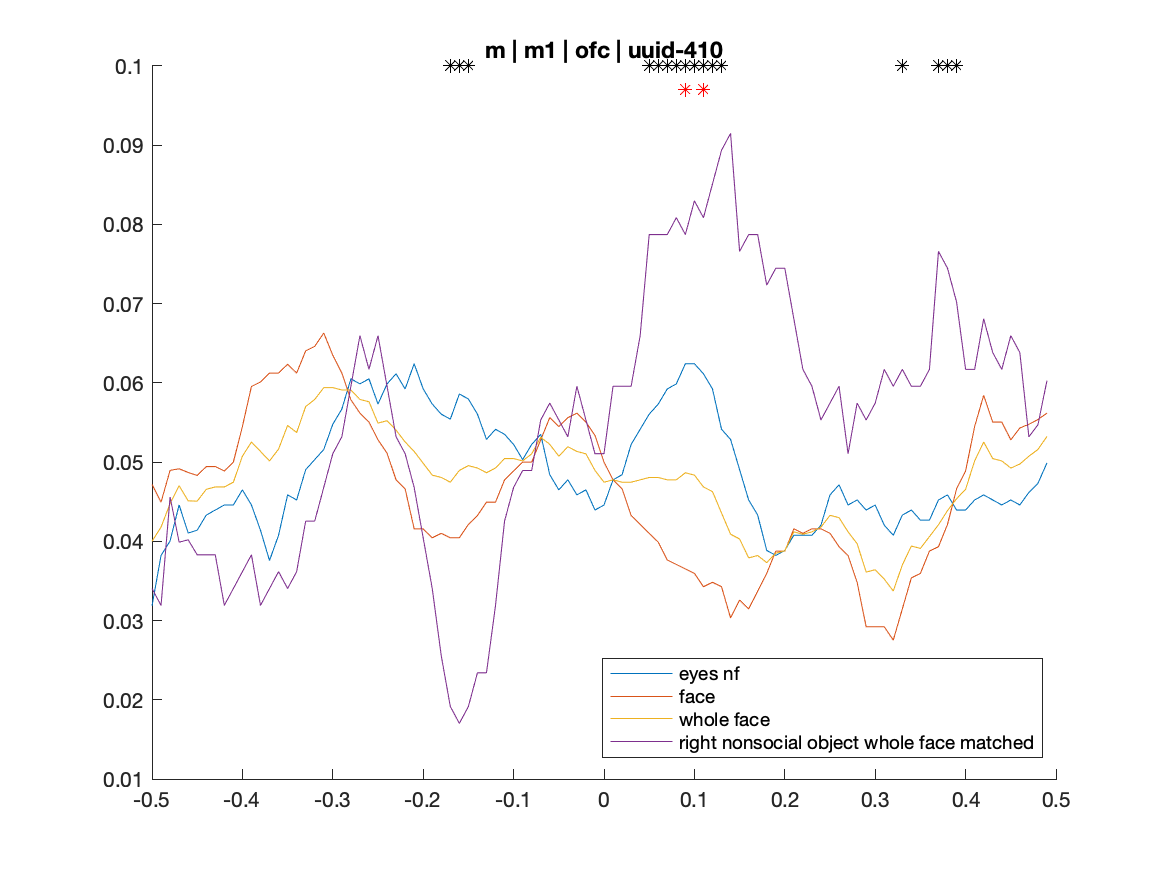 m | m1 | ofc | uuid-410
0.1
0.09
0.08
0.07
0.06
0.05
0.04
0.03
0.02
0.01
eyes nf
face
whole face
right nonsocial object whole face matched
-0.5 -0.4 -0.3 -0.2 -0.1 0 0.1 0.2 0.3 0.4 0.5